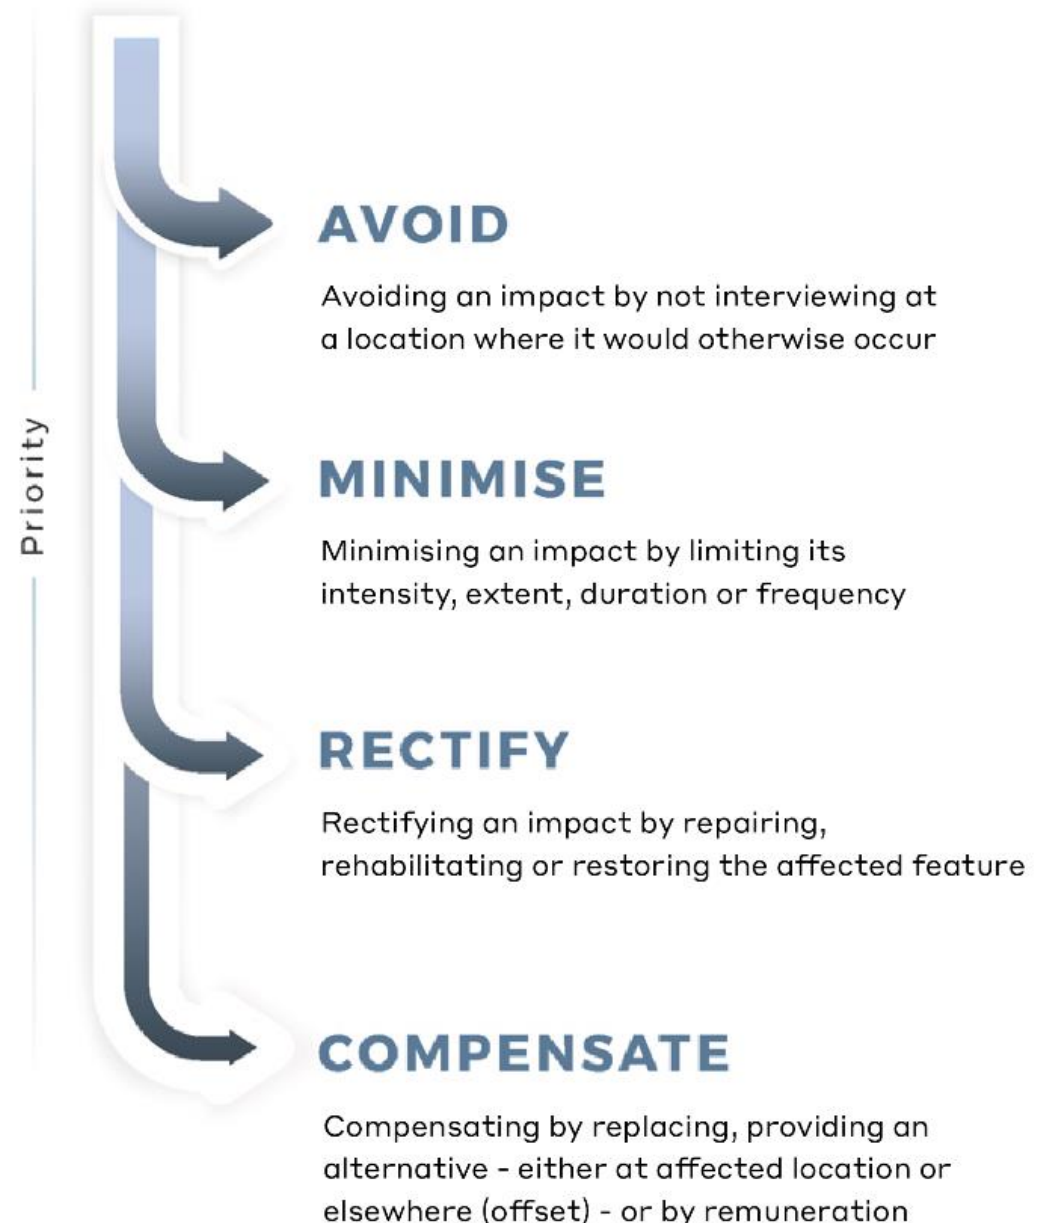 Priority
AVOID
Avoiding an impact by not interviewing at
a location where it would otherwise occur
MINIMISE
Minimising an impact by limiting its
intensity, extent, duration or frequency
RECTIFY
Rectifying an impact by repairing,
rehabilitating or restoring the affected feature
COMPENSATE
Compensating by replacing, providing an
alternative - either at affected location or
elsewhere (offset) - or by remuneration